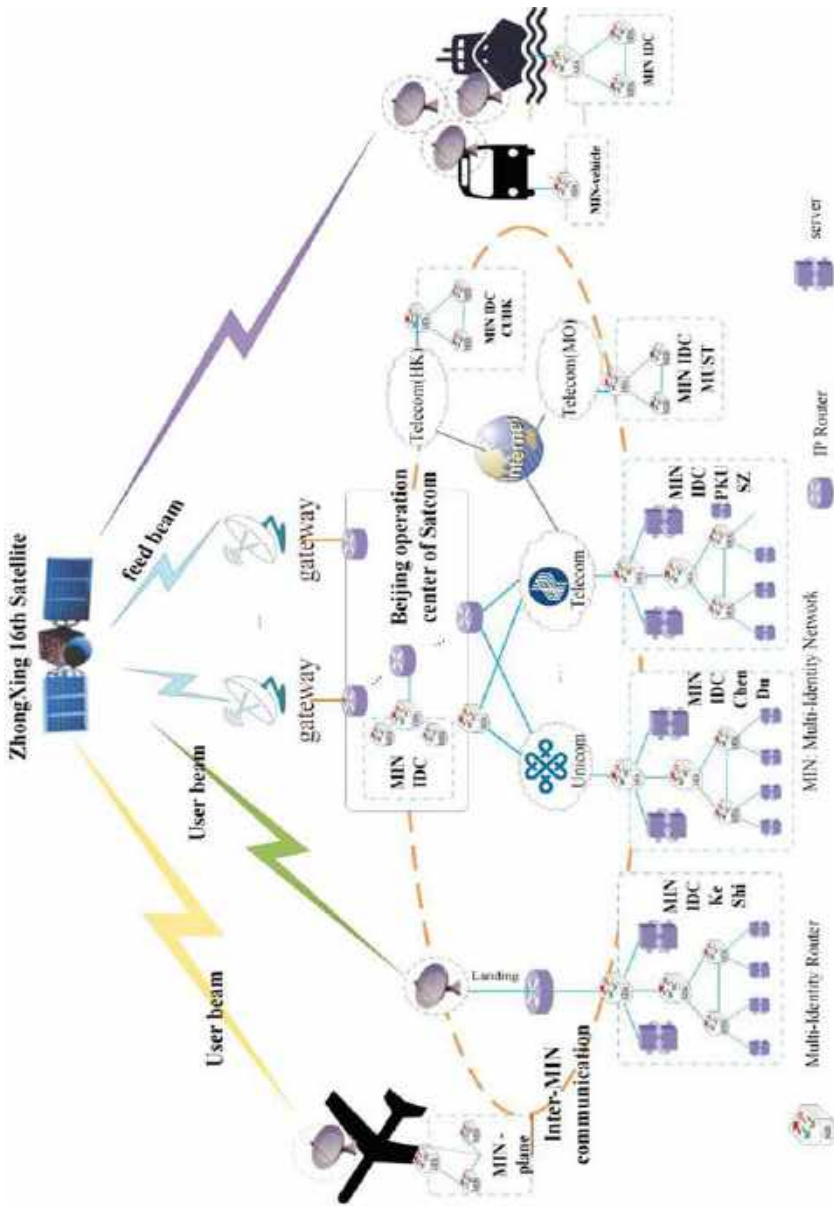 ZhongXing 16th Satellite
User beam
User beam
feed beam
gateway
gateway
Beijing operation
center of Satcom
MIN
IDC
Telecom(HK)
MIN IDC
CUHK
Internet
Telecom(MO)
MIN IDC
MUST
Unicom
Telecom
...
Landing
MIN -
plane
Inter-MIN
communication
MIN-vehicle
MIN IDC
MIN
IDC
Ke
Shi
MIN
IDC
Chen
Du
MIN
IDC
PKU
SZ
Multi-Identity Router
MIN: Multi-Identity Network
IP Router
server